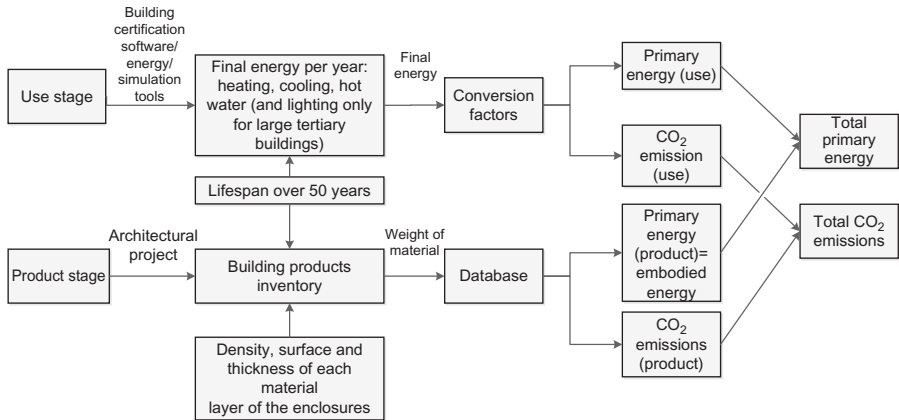 Building
certification
software/
energy/
simulation
tools
Use stage
Final energy per year:
heating, cooling, hot
water (and lighting only
for large tertiary
buildings)
Final
energy
Conversion
factors
Primary
energy (use)
CO₂
emission
(use)
Total
primary
energy
Lifespan over 50 years
Product stage
Architectural
project
Building products
inventory
Weight of
material
Database
Primary
energy
(product)=
embodied
energy
CO₂
emissions
(product)
Total CO₂
emissions
Density, surface and
thickness of each
material
layer of the enclosures